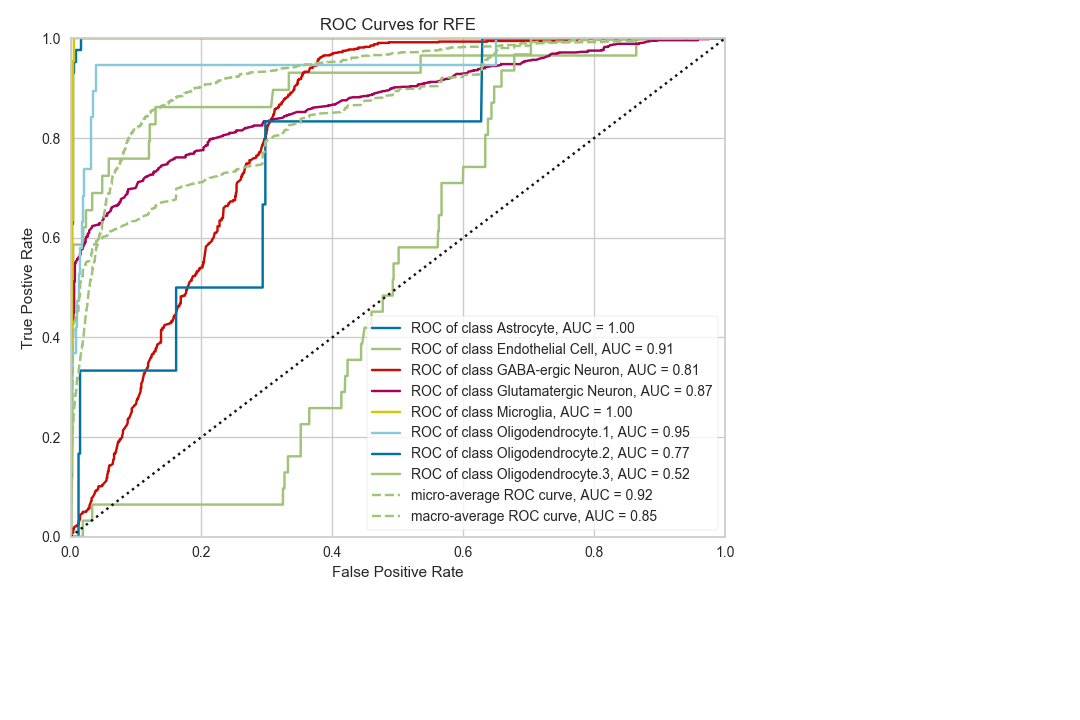 ROC Curves for RFE
True Postive Rate
1.0
0.8
0.6
0.4
0.2
0.0
ROC of class Astrocyte, AUC = 1.00
ROC of class Endothelial Cell, AUC = 0.91
ROC of class GABA-ergic Neuron, AUC = 0.81
ROC of class Glutamatergic Neuron, AUC = 0.87
ROC of class Microglia, AUC = 1.00
ROC of class Oligodendrocyte.1, AUC = 0.95
ROC of class Oligodendrocyte.2, AUC = 0.77
ROC of class Oligodendrocyte.3, AUC = 0.52
micro-average ROC curve, AUC = 0.92
macro-average ROC curve, AUC = 0.85
0.0 0.2 0.4 0.6 0.8 1.0
False Positive Rate